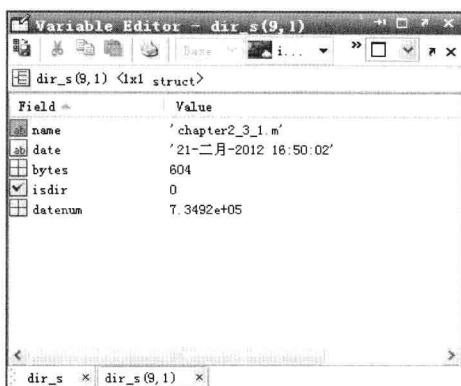 Variable Editor - dir_s(9,1)
Base i... »
dir_s(9,1) <1x1 struct>
Field Value
name 'chapter2_3_1.m'
date '21-二月-2012 16:50:02'
bytes 604
isdir 0
datenum 7.3492e+05
dir_s × dir_s(9,1) ×